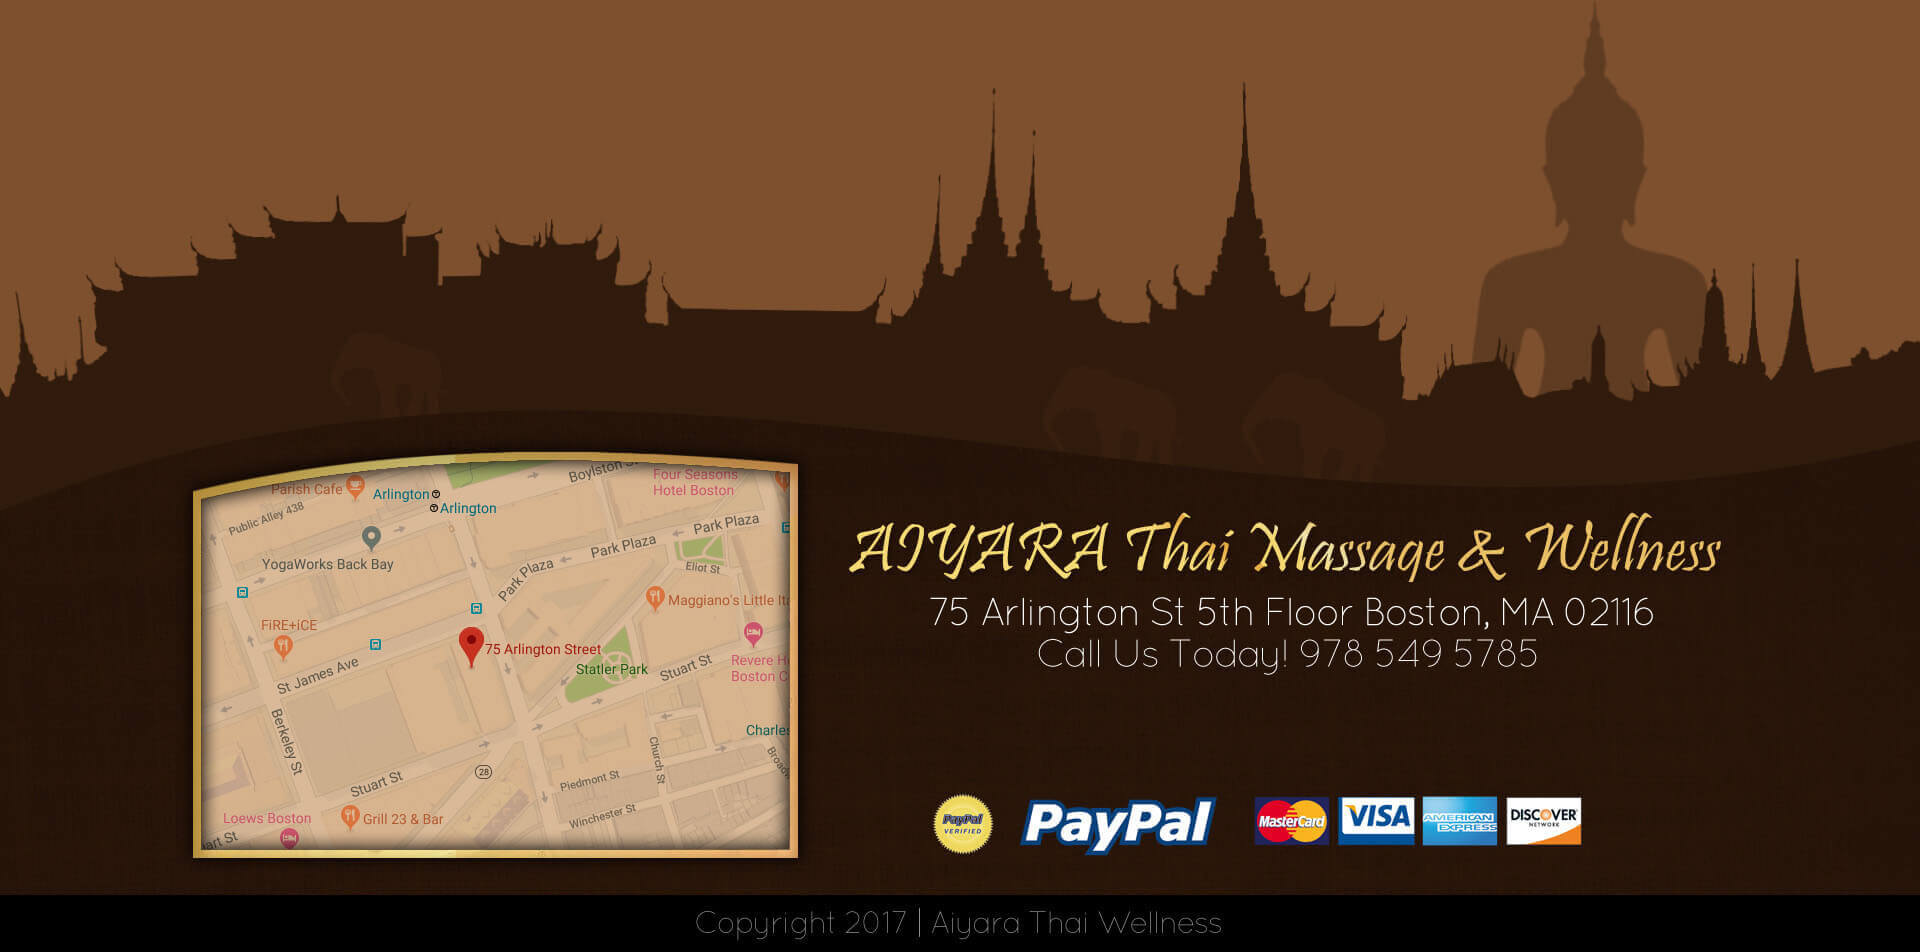 Boylston
Four Seasons
Hotel Boston
Parish Cafe
Arlington
Arlington
Public Alley 438
Park Plaza
Park Plaza
YogaWorks Back Bay
Eliot St
Park Plaza
Maggiano's Little
FiRE+iCE
75 Arlington Street
Statler Park
Stuart St
Revere
Boston
St James Ave
Berkeley St
Charles
Church St
28
Piedmont St
Stuart St
Winchester St
Loews Boston
Grill 23 & Bar
St
AIYARA Thai Massage & Wellness
75 Arlington St 5th Floor Boston, MA 02116
Call Us Today! 978 549 5785
PayPal
VERIFIED
PayPal
MasterCard
VISA
AMERICAN
EXPRESS
DISCOVER
NETWORK
Copyright 2017 | Aiyara Thai Wellness